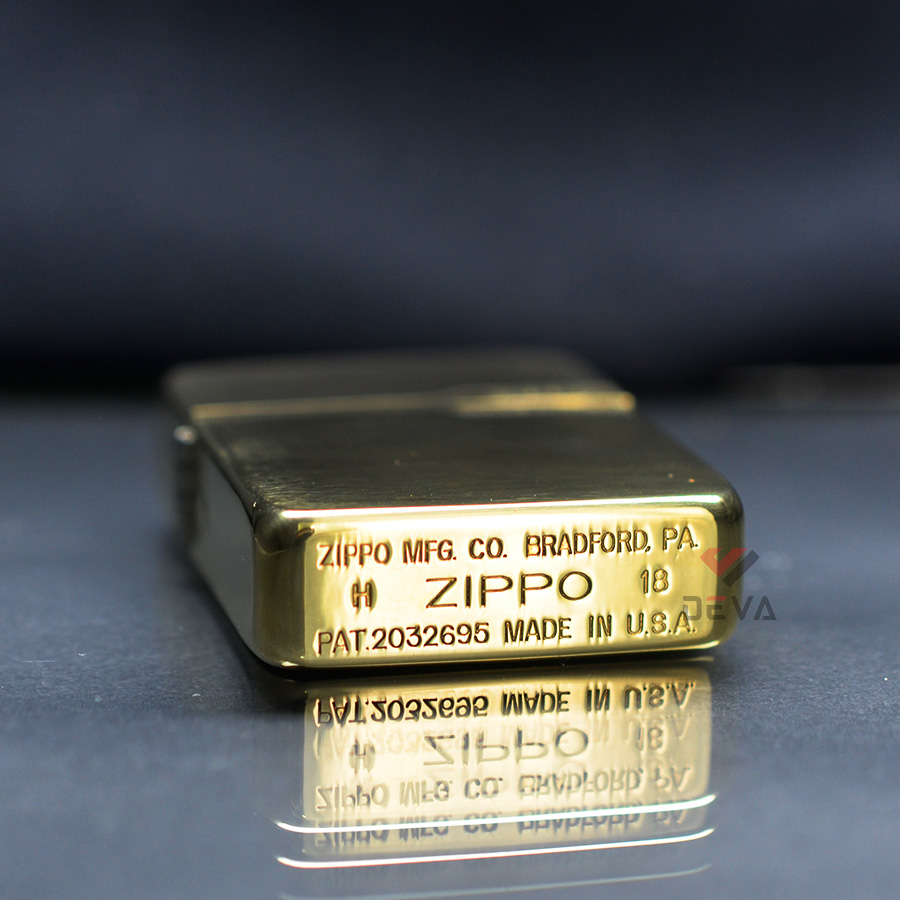 ZIPPO MFG. CO. BRADFORD, PA.
H ZIPPO 18
PAT.2032695 MADE IN U.S.A.
DEVA